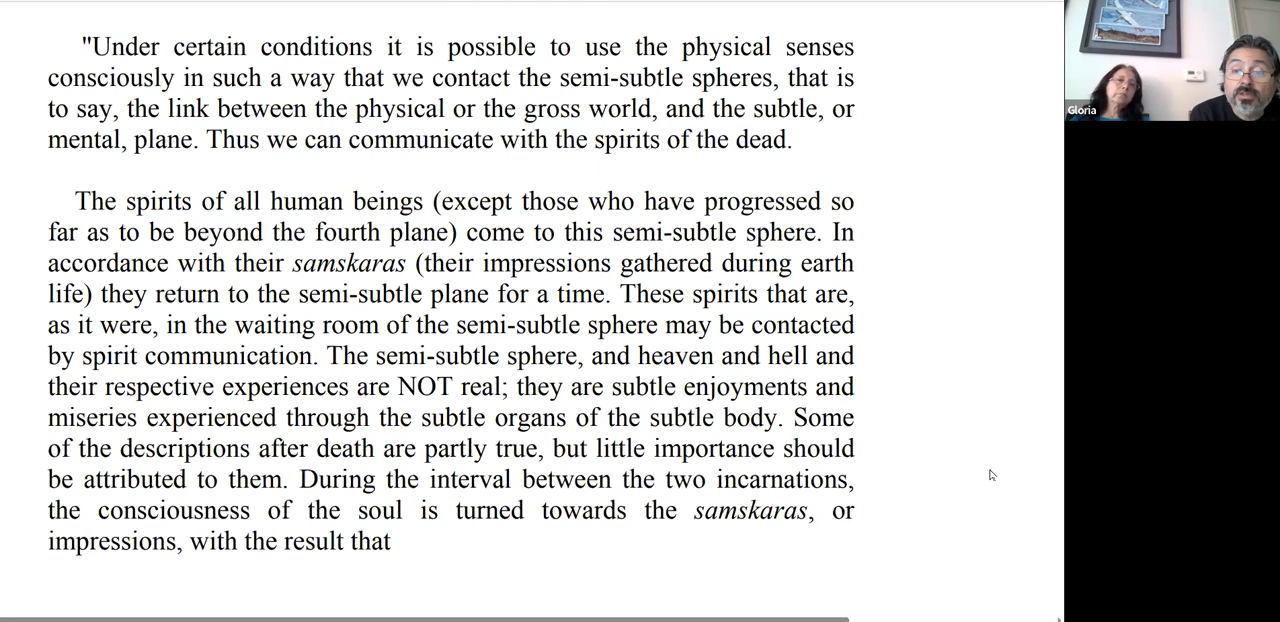 "Under certain conditions it is possible to use the physical senses
consciously in such a way that we contact the semi-subtle spheres, that is
to say, the link between the physical or the gross world, and the subtle, or
mental, plane. Thus we can communicate with the spirits of the dead.
The spirits of all human beings (except those who have progressed so
far as to be beyond the fourth plane) come to this semi-subtle sphere. In
accordance with their samskaras (their impressions gathered during earth
life) they return to the semi-subtle plane for a time. These spirits that are,
as it were, in the waiting room of the semi-subtle sphere may be contacted
by spirit communication. The semi-subtle sphere, and heaven and hell and
their respective experiences are NOT real; they are subtle enjoyments and
miseries experienced through the subtle organs of the subtle body. Some
of the descriptions after death are partly true, but little importance should
be attributed to them. During the interval between the two incarnations,
the consciousness of the soul is turned towards the samskaras, or
impressions, with the result that
Gloria